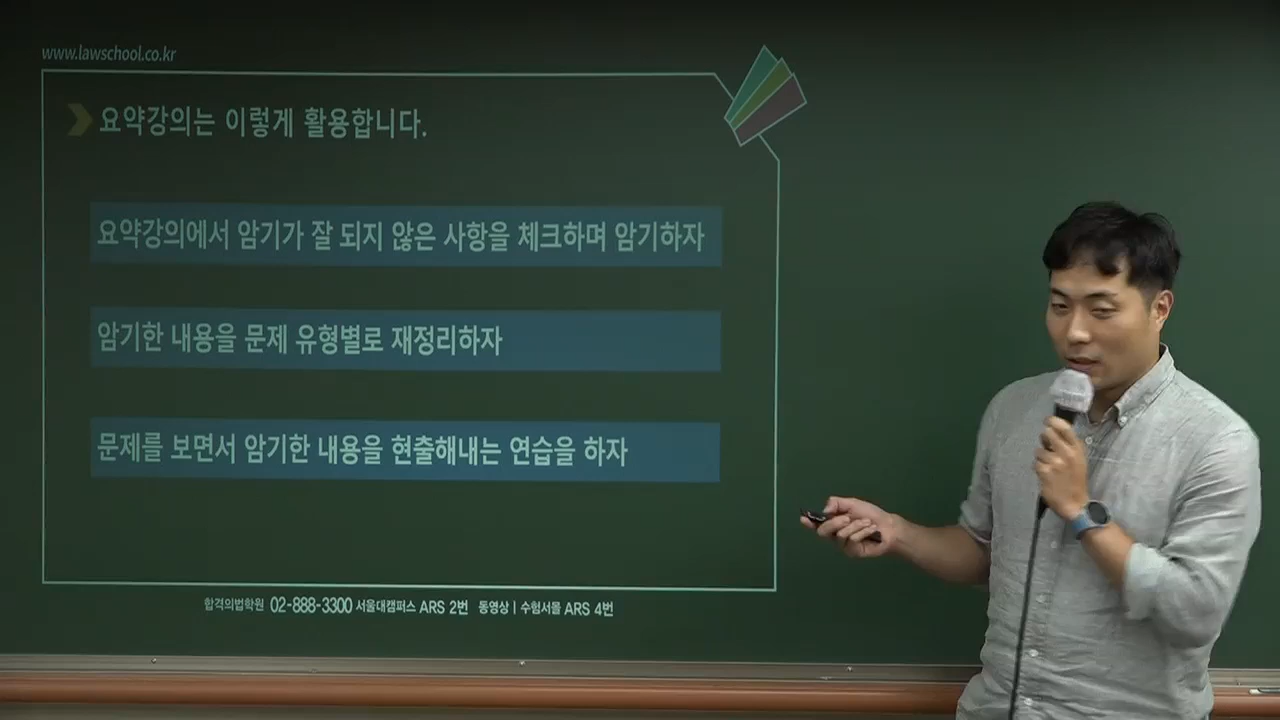 www.lawschool.co.kr
요약강의는 이렇게 활용합니다.
요약강의에서 암기가 잘 되지 않은 사항을 체크하며 암기하자
암기한 내용을 문제 유형별로 재정리하자
문제를 보면서 암기한 내용을 현출해내는 연습을 하자
합격의법학원 02-888-3300 서울대캠퍼스 ARS 2번 동영상 | 수험서몰 ARS 4번